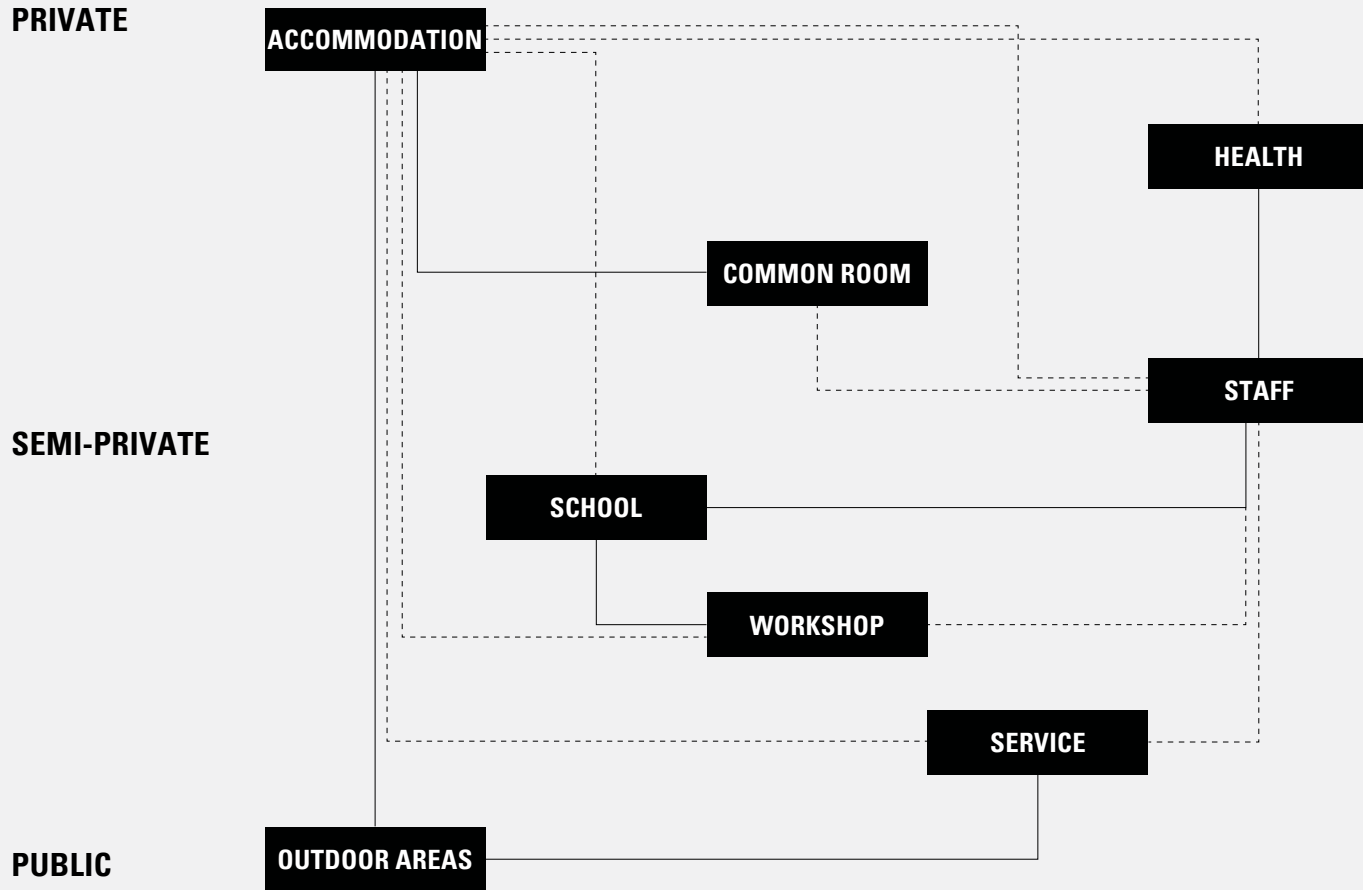 PRIVATE
ACCOMMODATION
HEALTH
COMMON ROOM
STAFF
SEMI-PRIVATE
SCHOOL
WORKSHOP
SERVICE
PUBLIC
OUTDOOR AREAS